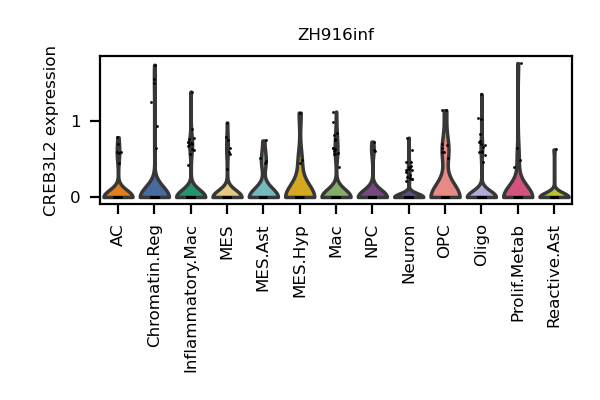 ZH916inf
CREB3L2 expression
1
0
AC
Chromatin.Reg
Inflammatory.Mac
MES
MES.Ast
MES.Hyp
Mac
NPC
Neuron
OPC
Oligo
Prolif.Metab
Reactive.Ast